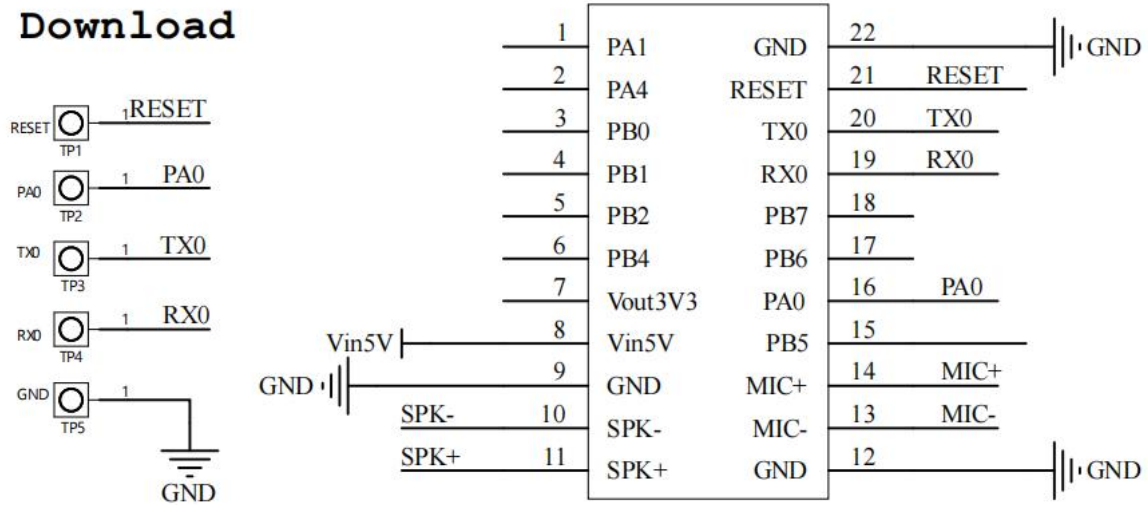 Download
RESET 1 RESET
TP1
PA0 1 PA0
TP2
TX0 1 TX0
TP3
RX0 1 RX0
TP4
GND 1
TP5
GND
1 PA1 GND 22 GND
2 PA4 RESET 21 RESET
3 PB0 TX0 20 TX0
4 PB1 RX0 19 RX0
5 PB2 PB7 18
6 PB4 PB6 17
7 Vout3V3 PA0 16 PA0
Vin5V 8 Vin5V PB5 15
GND 9 GND MIC+ 14 MIC+
SPK- 10 SPK- MIC- 13 MIC-
SPK+ 11 SPK+ GND 12 GND